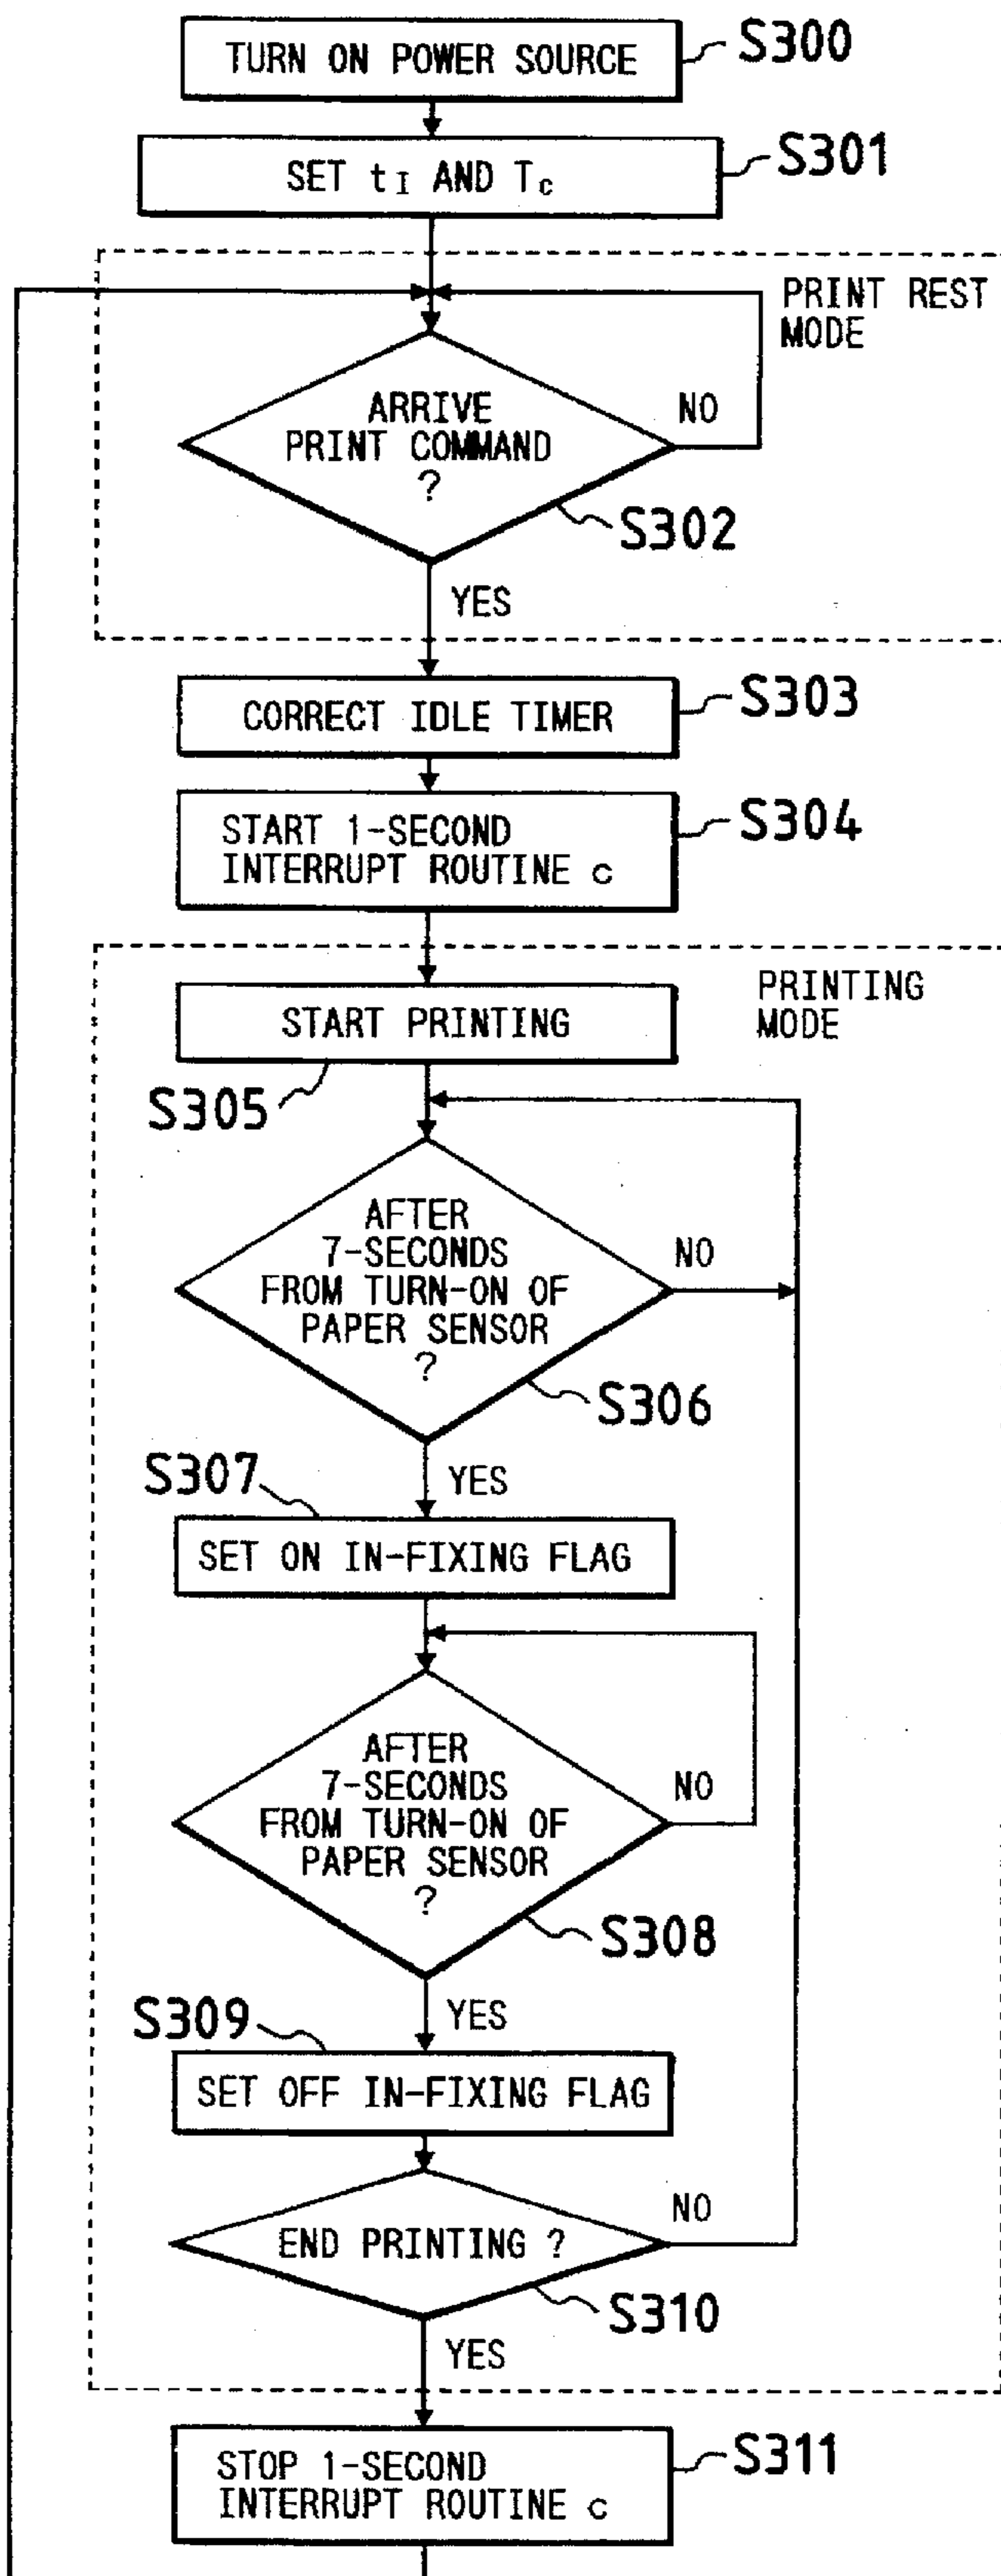 TURN ON POWER SOURCE
S300
SET tI AND Tc
S301
PRINT REST
MODE
ARRIVE
PRINT COMMAND
?
NO
S302
YES
CORRECT IDLE TIMER
S303
START 1-SECOND
INTERRUPT ROUTINE c
S304
PRINTING
MODE
START PRINTING
S305
AFTER
7-SECONDS
FROM TURN-ON OF
PAPER SENSOR
?
NO
S306
YES
S307
SET ON IN-FIXING FLAG
AFTER
7-SECONDS
FROM TURN-ON OF
PAPER SENSOR
?
NO
S308
YES
S309
SET OFF IN-FIXING FLAG
END PRINTING ?
NO
S310
YES
STOP 1-SECOND
INTERRUPT ROUTINE c
S311